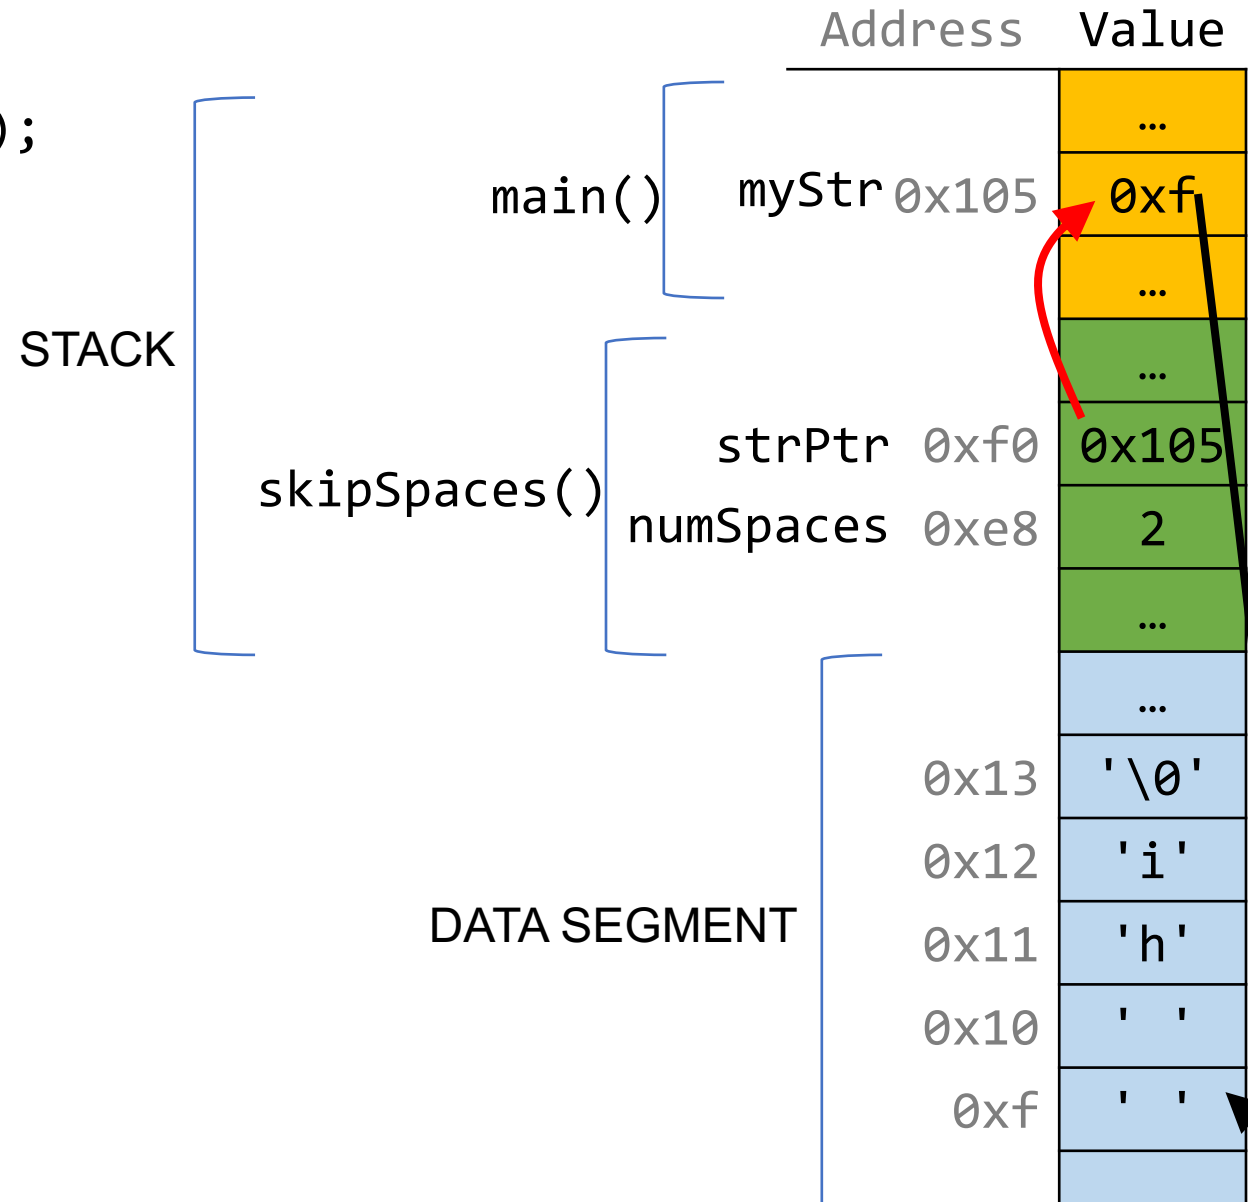 Address Value
…
);
main() myStr 0x105 0xf
…
STACK
…
strPtr 0xf0 0x105
skipSpaces()
numSpaces 0xe8 2
…
…
0x13 '\0'
0x12 'i'
DATA SEGMENT
0x11 'h'
0x10 ' '
0xf ' '